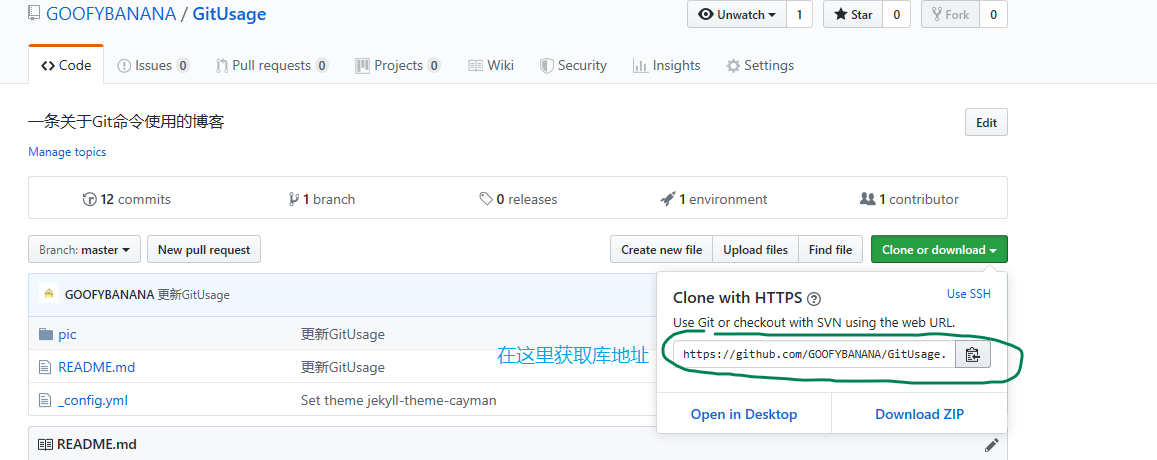 GOOFYBANANA / GitUsage
Unwatch 1
Star 0
Fork 0
Code
Issues 0
Pull requests 0
Projects 0
Wiki
Security
Insights
Settings
一条关于Git命令使用的博客
Edit
Manage topics
12 commits
1 branch
0 releases
1 environment
1 contributor
Branch: master
New pull request
Create new file
Upload files
Find file
Clone or download
GOOFYBANANA 更新GitUsage
pic 更新GitUsage
README.md 更新GitUsage
_config.yml Set theme jekyll-theme-cayman
README.md
Clone with HTTPS
Use SSH
Use Git or checkout with SVN using the web URL.
在这里获取库地址
https://github.com/GOOFYBANANA/GitUsage.
Open in Desktop
Download ZIP